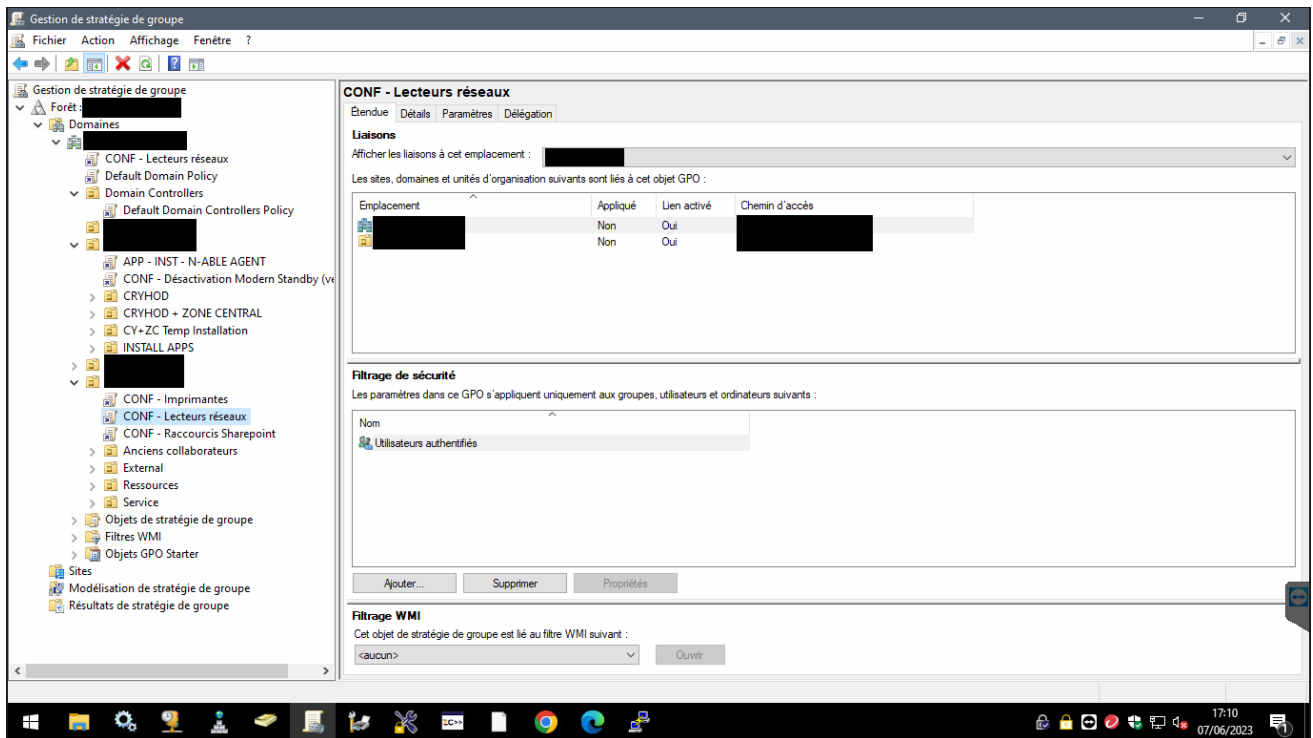 Gestion de stratégie de groupe
Fichier Action Affichage Fenêtre ?
Gestion de stratégie de groupe
Forêt :
Domaines
CONF - Lecteurs réseaux
Default Domain Policy
Domain Controllers
Default Domain Controllers Policy
APP - INST - N-ABLE AGENT
CONF - Désactivation Modern Standby (ve
CRYHOD
CRYHOD + ZONE CENTRAL
CY+ZC Temp Installation
INSTALL APPS
CONF - Imprimantes
CONF - Lecteurs réseaux
CONF - Raccourcis Sharepoint
Anciens collaborateurs
External
Ressources
Service
Objets de stratégie de groupe
Filtres WMI
Objets GPO Starter
Sites
Modélisation de stratégie de groupe
Résultats de stratégie de groupe
CONF - Lecteurs réseaux
Étendue Détails Paramètres Délégation
Liaisons
Afficher les liaisons à cet emplacement :
Les sites, domaines et unités d'organisation suivants sont liés à cet objet GPO :
Emplacement Appliqué Lien activé Chemin d'accès
Non Oui
Non Oui
Filtrage de sécurité
Les paramètres dans ce GPO s'appliquent uniquement aux groupes, utilisateurs et ordinateurs suivants :
Nom
Utilisateurs authentifiés
Ajouter... Supprimer Propriétés
Filtrage WMI
Cet objet de stratégie de groupe est lié au filtre WMI suivant :
<aucun> Ouvrir
ZC>>
17:10
07/06/2023
1